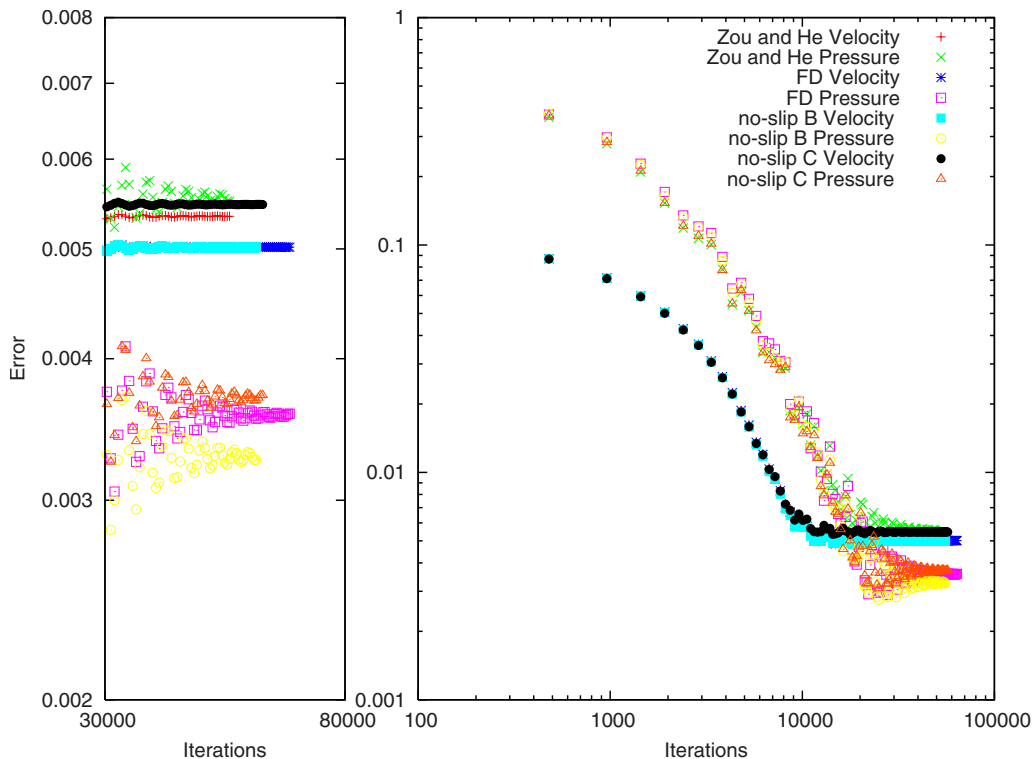 0.008
0.007
0.006
0.005
0.004
0.003
0.002
30000
80000
Error
Iterations
1
0.1
0.01
0.001
100
1000
10000
100000
Iterations
Zou and He Velocity
Zou and He Pressure
FD Velocity
FD Pressure
no-slip B Velocity
no-slip B Pressure
no-slip C Velocity
no-slip C Pressure